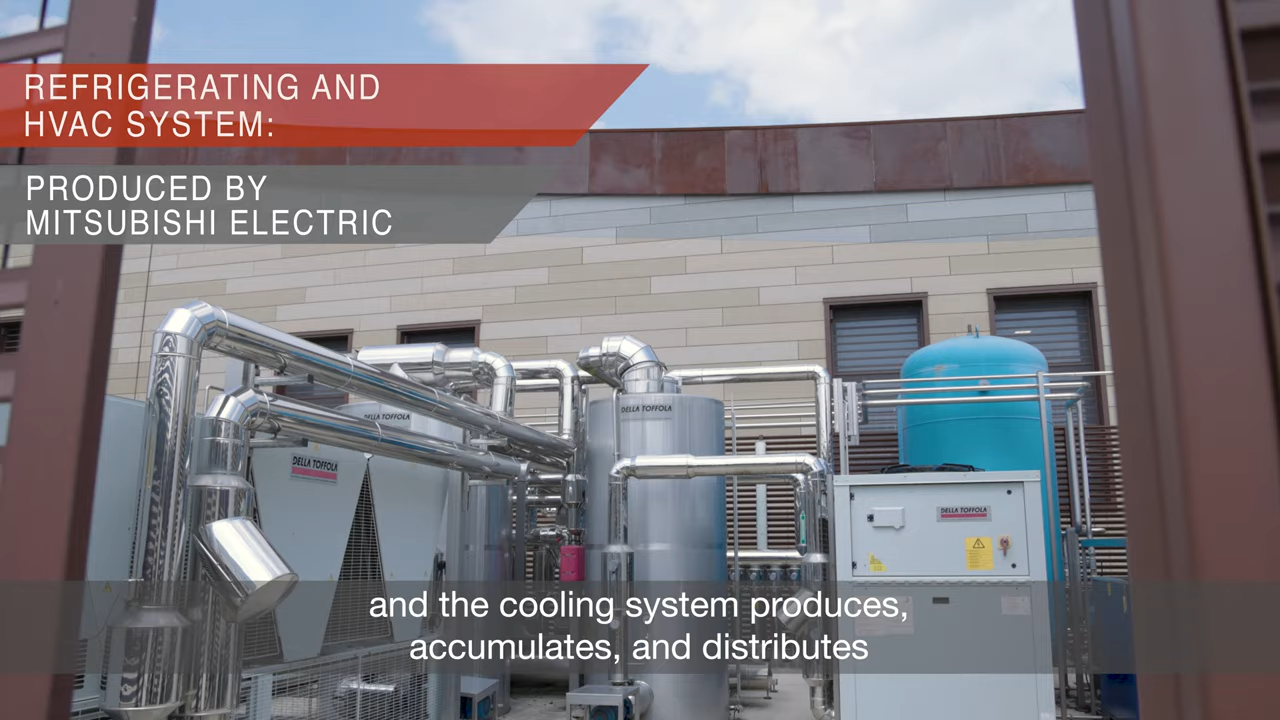 REFRIGERATING AND
HVAC SYSTEM:
PRODUCED BY
MITSUBISHI ELECTRIC
DELLA TOFFOLA
DELLA TOFFOLA
DELLA TOFFOLA
DELLA TOFFOLA
and the cooling system produces,
accumulates, and distributes